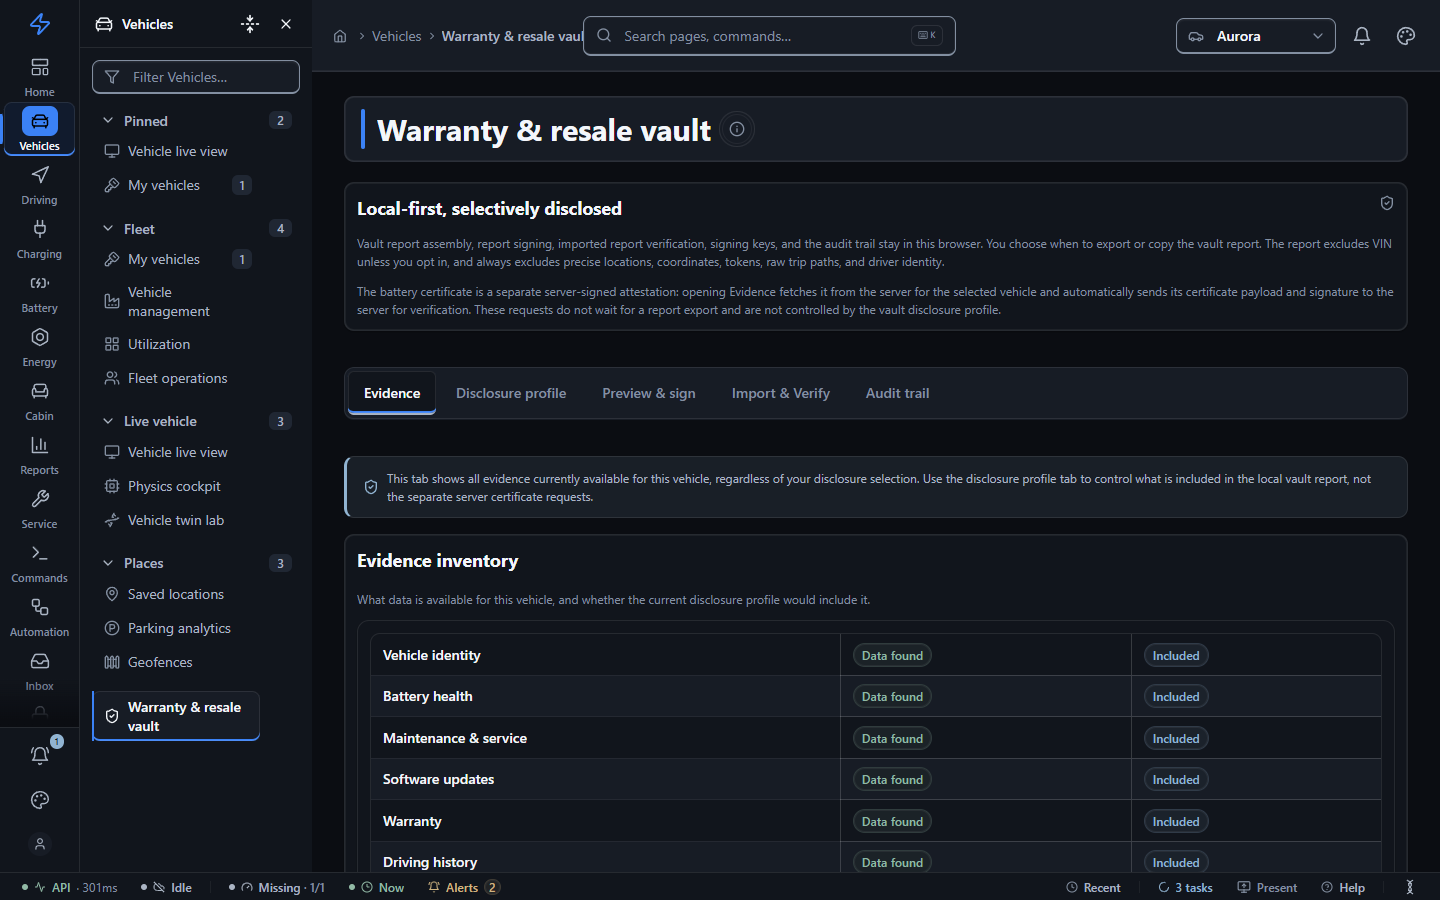 Home
Vehicles
Driving
Charging
Battery
Energy
Cabin
Reports
Service
Commands
Automation
Inbox
1
Vehicles
Filter Vehicles...
Pinned 2
Vehicle live view
My vehicles 1
Fleet 4
My vehicles 1
Vehicle
management
Utilization
Fleet operations
Live vehicle 3
Vehicle live view
Physics cockpit
Vehicle twin lab
Places 3
Saved locations
Parking analytics
Geofences
Warranty & resale
vault
Vehicles Warranty & resale vaul
Search pages, commands... K
Aurora
Warranty & resale vault
Local-first, selectively disclosed
Vault report assembly, report signing, imported report verification, signing keys, and the audit trail stay in this browser. You choose when to export or copy the vault report. The report excludes VIN
unless you opt in, and always excludes precise locations, coordinates, tokens, raw trip paths, and driver identity.
The battery certificate is a separate server-signed attestation: opening Evidence fetches it from the server for the selected vehicle and automatically sends its certificate payload and signature to the
server for verification. These requests do not wait for a report export and are not controlled by the vault disclosure profile.
Evidence Disclosure profile Preview & sign Import & Verify Audit trail
This tab shows all evidence currently available for this vehicle, regardless of your disclosure selection. Use the disclosure profile tab to control what is included in the local vault report, not
the separate server certificate requests.
Evidence inventory
What data is available for this vehicle, and whether the current disclosure profile would include it.
Vehicle identity Data found Included
Battery health Data found Included
Maintenance & service Data found Included
Software updates Data found Included
Warranty Data found Included
Driving history Data found Included
API · 301ms Idle Missing · 1/1 Now Alerts 2 Recent 3 tasks Present Help